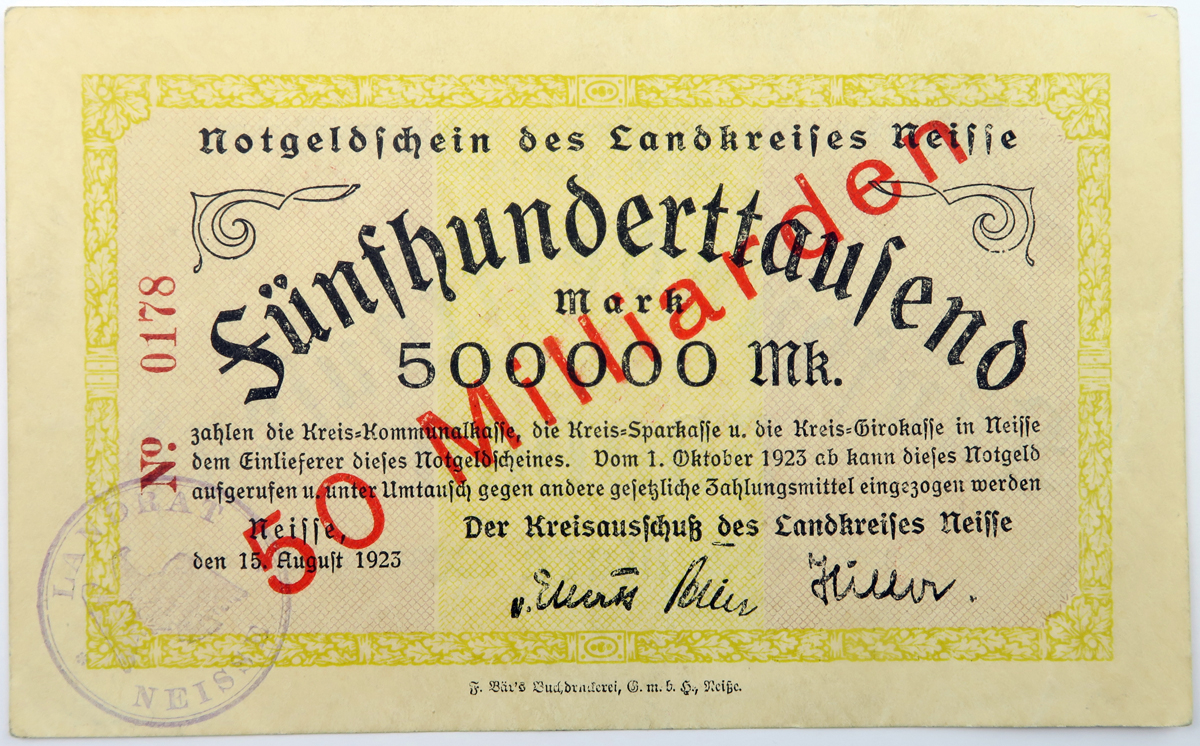 Notgeldschein des Landkreises Neisse
Fünfhunderttausend
Mark
500000 Mk.
50 Milliarden
No. 0178
zahlen die Kreis=Kommunalkasse, die Kreis=Sparkasse u. die Kreis=Girokasse in Neisse
dem Einlieferer dieses Notgeldscheines. Vom 1. Oktober 1923 ab kann dieses Notgeld
aufgerufen u. unter Umtausch gegen andere gesetzliche Zahlungsmittel eingezogen werden
Neisse,
den 15. August 1923
Der Kreisausschuß des Landkreises Neisse
LANDRAT
NEISSE
F. Bär's Buchdruckerei, G. m. b. H., Neiße.